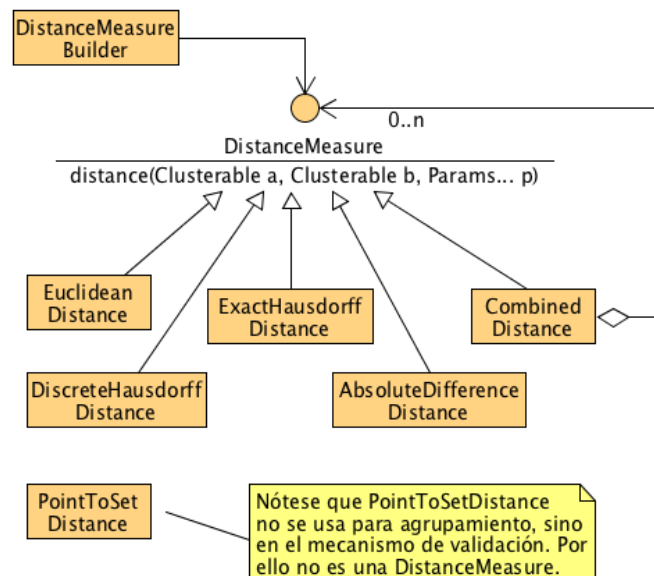 DistanceMeasure
Builder
0..n
DistanceMeasure
distance(Clusterable a, Clusterable b, Params... p)
Euclidean
Distance
ExactHausdorff
Distance
Combined
Distance
DiscreteHausdorff
Distance
AbsoluteDifference
Distance
PointToSet
Distance
Nótese que PointToSetDistance
no se usa para agrupamiento, sino
en el mecanismo de validación. Por
ello no es una DistanceMeasure.